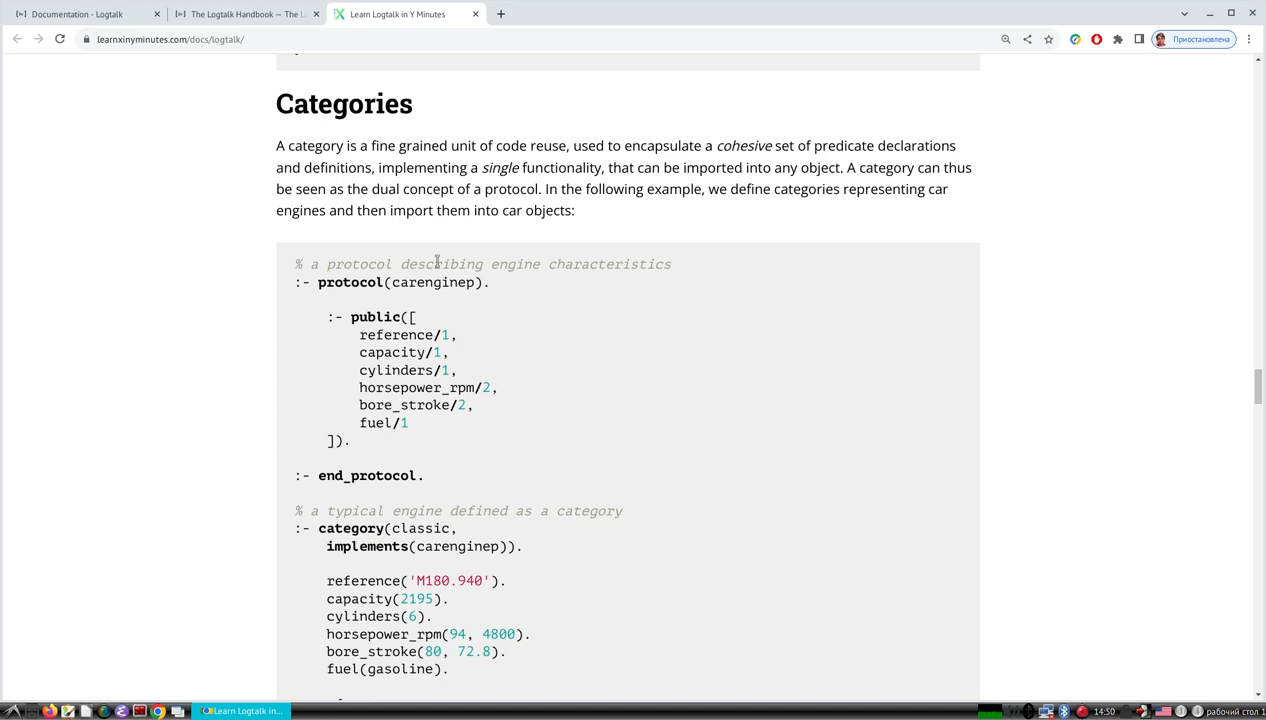 Documentation - Logtalk
The Logtalk Handbook — The L
Learn Logtalk in Y Minutes
learnxinyminutes.com/docs/logtalk/
Приостановлена
Categories
A category is a fine grained unit of code reuse, used to encapsulate a cohesive set of predicate declarations
and definitions, implementing a single functionality, that can be imported into any object. A category can thus
be seen as the dual concept of a protocol. In the following example, we define categories representing car
engines and then import them into car objects:
% a protocol describing engine characteristics
:- protocol(carenginep).
:- public([
reference/1,
capacity/1,
cylinders/1,
horsepower_rpm/2,
bore_stroke/2,
fuel/1
]).
:- end_protocol.
% a typical engine defined as a category
:- category(classic,
implements(carenginep)).
reference('M180.940').
capacity(2195).
cylinders(6).
horsepower_rpm(94, 4800).
bore_stroke(80, 72.8).
fuel(gasoline).
Learn Logtalk in...
14:50
рабочий стол 1